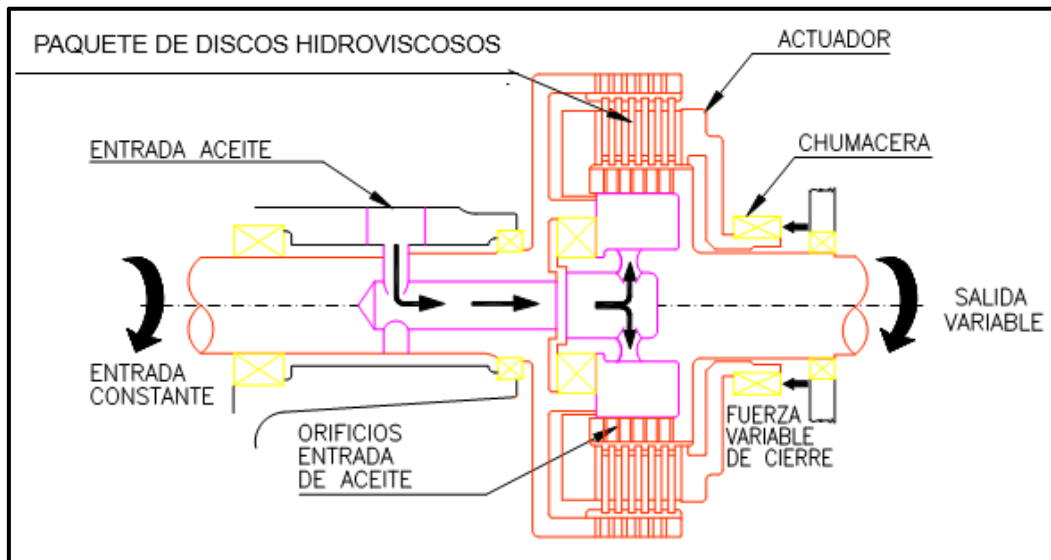 PAQUETE DE DISCOS HIDROVISCOSOS
ACTUADOR
ENTRADA ACEITE
CHUMACERA
SALIDA
VARIABLE
ENTRADA
CONSTANTE
ORIFICIOS
ENTRADA
DE ACEITE
FUERZA
VARIABLE
DE CIERRE